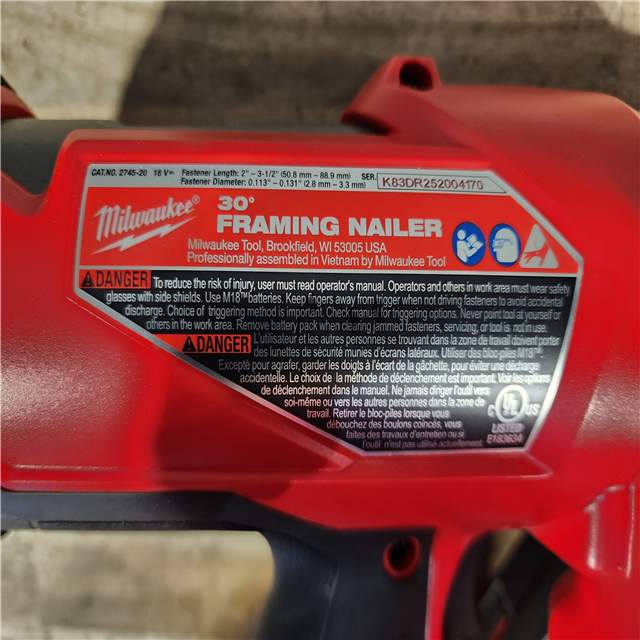 CAT.NO. 2745-20 18 V⎓ Fastener Length: 2" – 3-1/2" (50.8 mm – 88.9 mm) SER.
Fastener Diameter: 0.113" – 0.131" (2.8 mm – 3.3 mm) K83DR252004170
Milwaukee
30°
FRAMING NAILER
Milwaukee Tool, Brookfield, WI 53005 USA
Professionally assembled in Vietnam by Milwaukee Tool
DANGER To reduce the risk of injury, user must read operator's manual. Operators and others in work area must wear safety
glasses with side shields. Use M18™ batteries. Keep fingers away from trigger when not driving fasteners to avoid accidental
discharge. Choice of triggering method is important. Check manual for triggering options. Never point tool at yourself or
others in the work area. Remove battery pack when clearing jammed fasteners, servicing, or tool is not in use.
DANGER L'utilisateur et les autres personnes se trouvant dans la zone de travail doivent porter
des lunettes de sécurité munies d'écrans latéraux. Utiliser des bloc-piles M18™.
Excepté pour agrafer, garder les doigts à l'écart de la gâchette, pour éviter une décharge
accidentelle. Le choix de la méthode de déclenchement est important. Voir les options
de déclenchement dans le manuel. Ne jamais diriger l'outil vers
soi-même ou vers les autres personnes dans la zone de
travail. Retirer le bloc-piles lorsque vous
débouchez des boulons coincés, vous
faites des travaux d'entretien ou si
l'outil n'est pas utilisé actuellement.
C UL US
LISTED
E183634